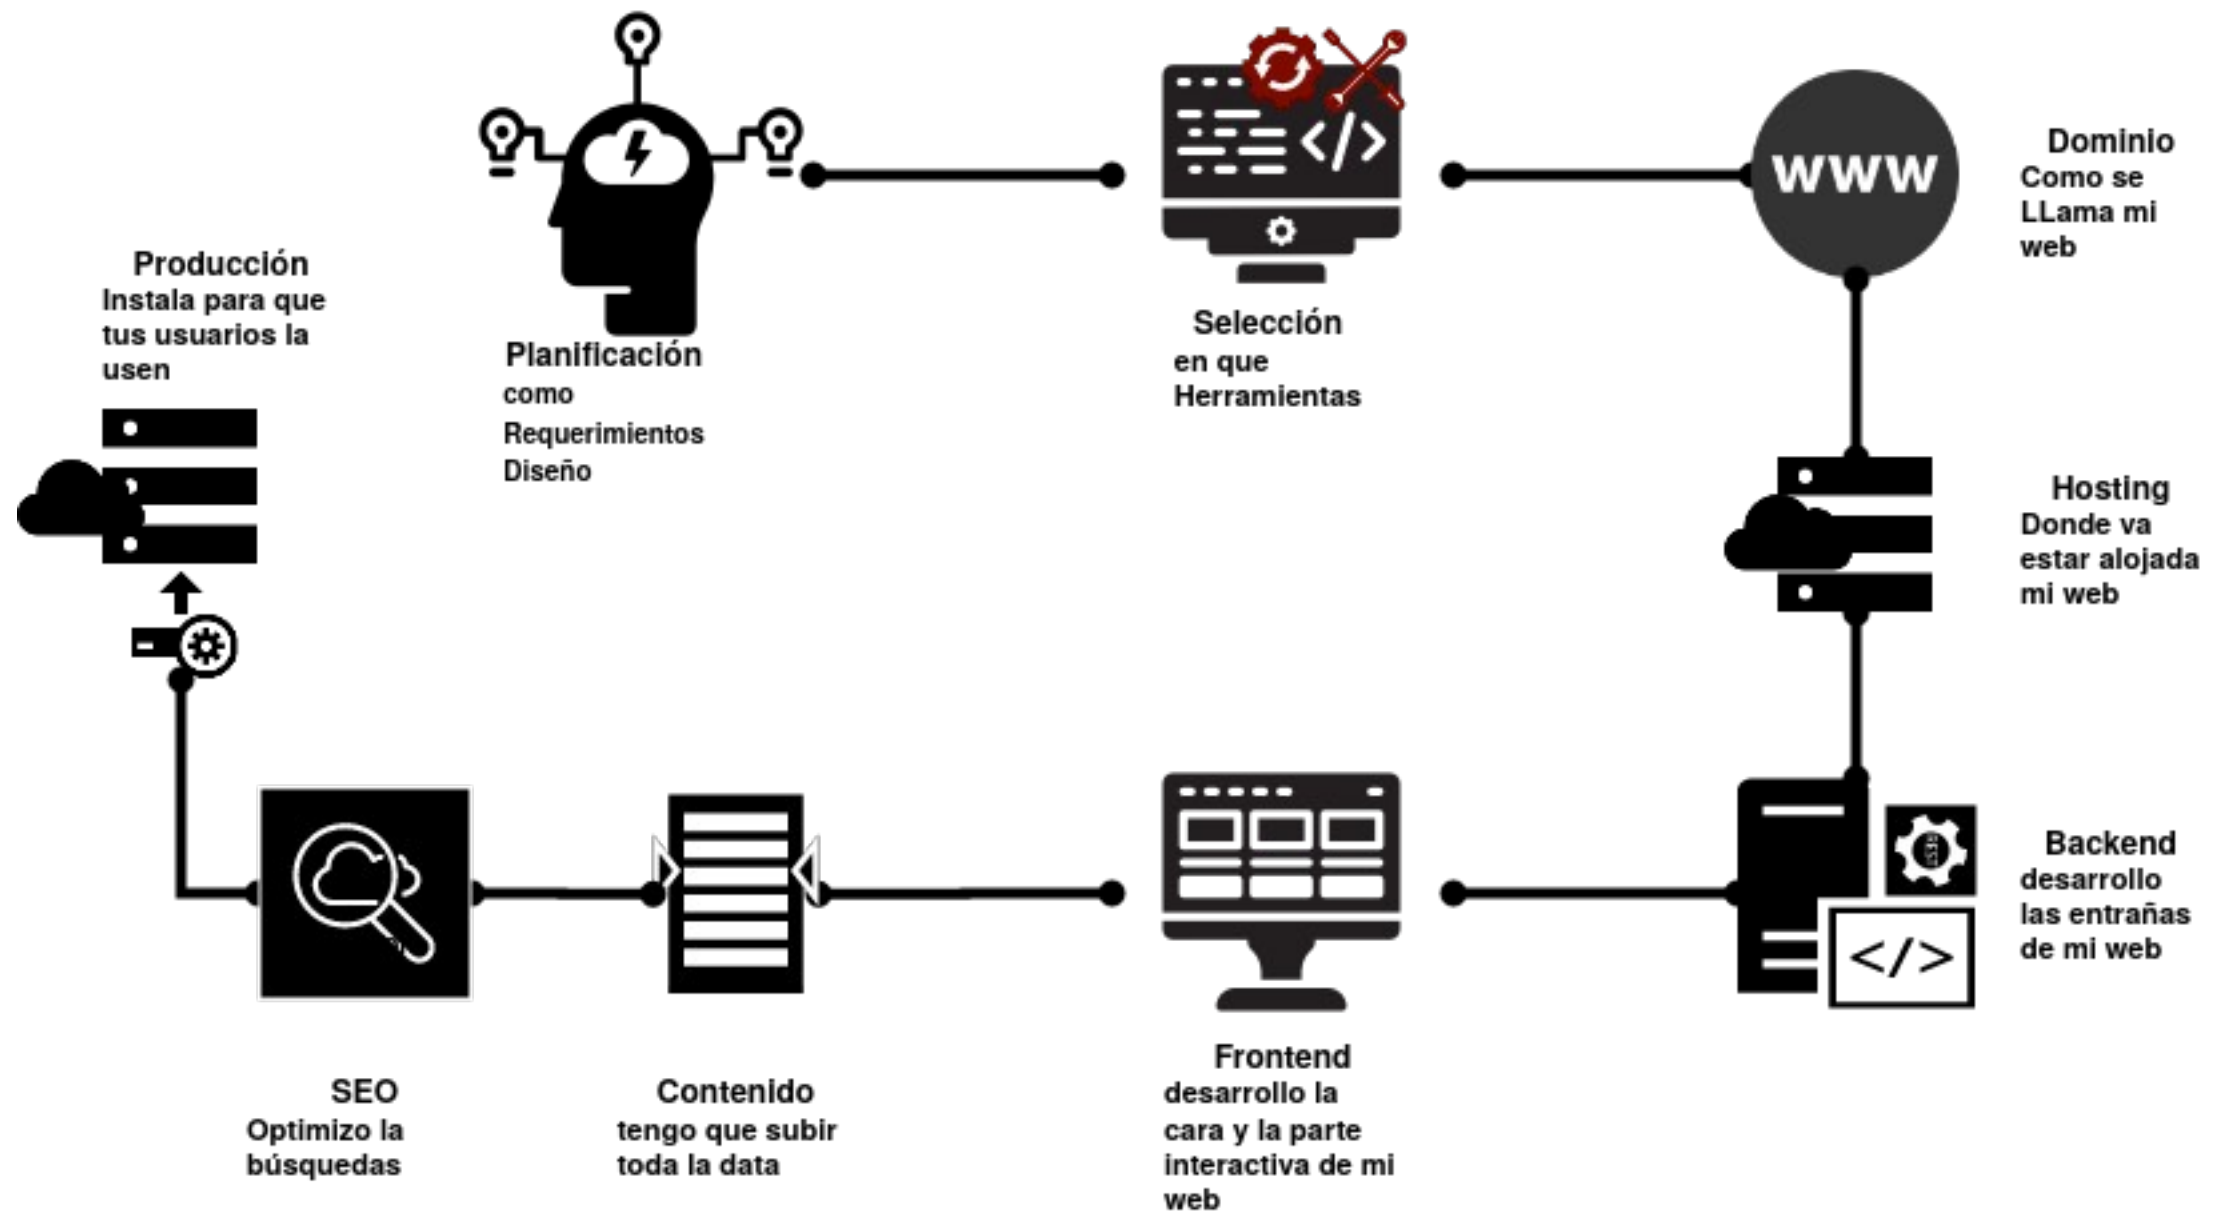 Planificación
como
Requerimientos
Diseño
</>
Selección
en que
Herramientas
www
Dominio
Como se
LLama mi
web
Hosting
Donde va
estar alojada
mi web
REST
</>
Backend
desarrollo
las entrañas
de mi web
Frontend
desarrollo la
cara y la parte
interactiva de mi
web
Contenido
tengo que subir
toda la data
SEO
Optimizo la
búsquedas
Producción
Instala para que
tus usuarios la
usen